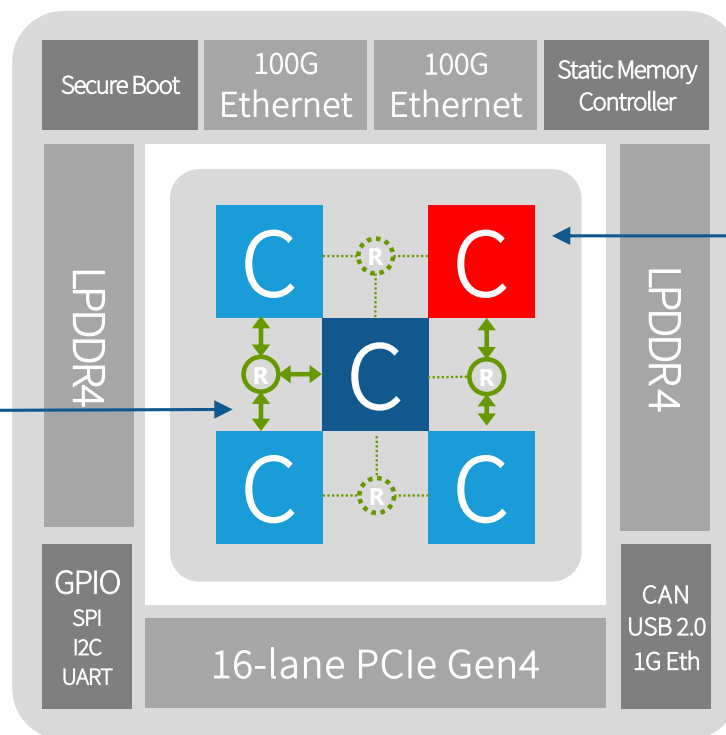 Secure Boot
100G
Ethernet
100G
Ethernet
Static Memory
Controller
LPDDR4
LPDDR4
C
R
C
R
C
R
C
R
C
GPIO
SPI
I2C
UART
16-lane PCIe Gen4
CAN
USB 2.0
1G Eth